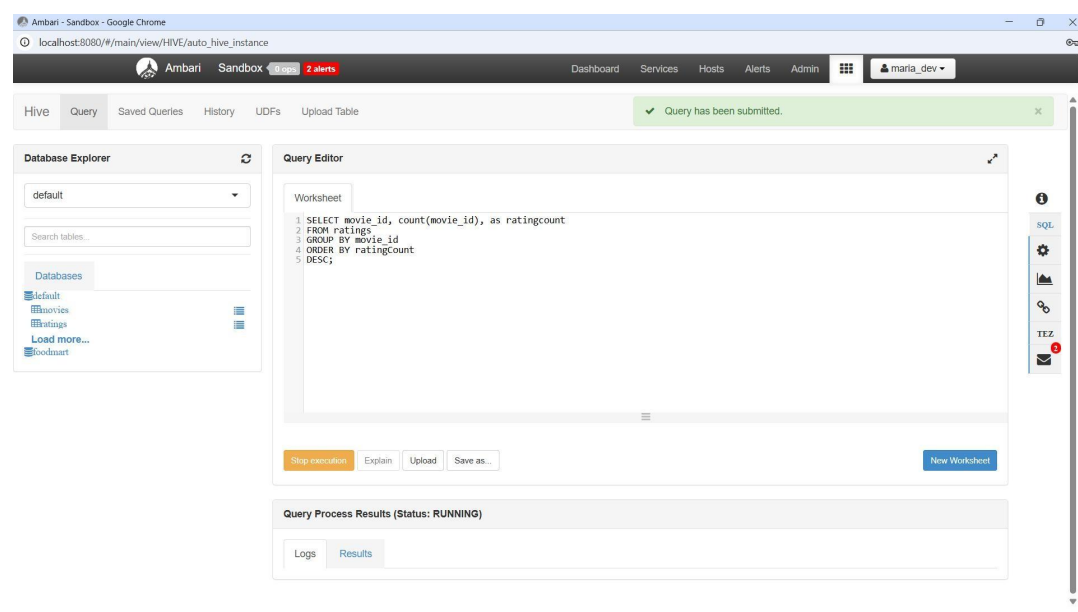 Ambari - Sandbox - Google Chrome
localhost:8080/#/main/view/HIVE/auto_hive_instance
Ambari Sandbox 0 ops 2 alerts Dashboard Services Hosts Alerts Admin maria_dev
Hive Query Saved Queries History UDFs Upload Table
Query has been submitted.
Database Explorer
default
Search tables...
Databases
default
movies
ratings
Load more...
foodmart
Query Editor
Worksheet
1 SELECT movie_id, count(movie_id), as ratingcount
2 FROM ratings
3 GROUP BY movie_id
4 ORDER BY ratingCount
5 DESC;
Stop execution Explain Upload Save as... New Worksheet
Query Process Results (Status: RUNNING)
Logs Results
SQL
TEZ
2